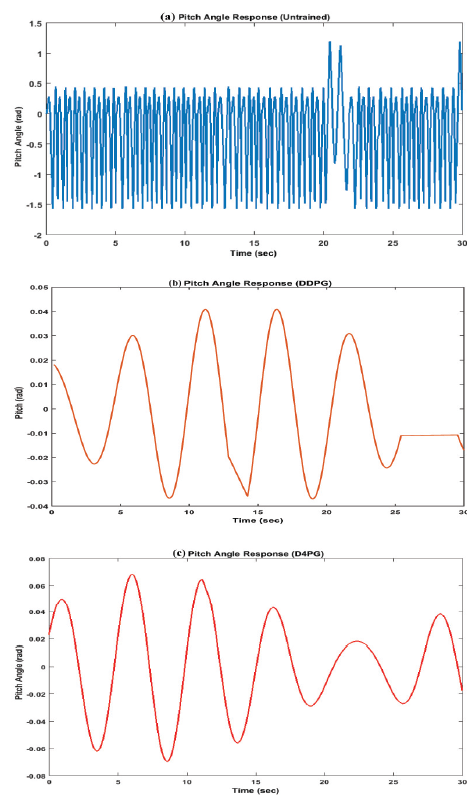 (a) Pitch Angle Response (Untrained)
1.5
1
0.5
0
-0.5
-1
-1.5
-2
Pitch Angle (rad)
0 5 10 15 20 25 30
Time (sec)
(b) Pitch Angle Response (DDPG)
0.05
0.04
0.03
0.02
0.01
0
-0.01
-0.02
-0.03
-0.04
Pitch (rad)
0 5 10 15 20 25 30
Time (sec)
(c) Pitch Angle Response (D4PG)
0.08
0.06
0.04
0.02
0
-0.02
-0.04
-0.06
-0.08
Pitch Angle (rad)
0 5 10 15 20 25 30
Time (sec)